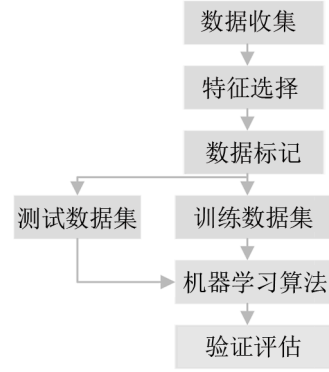 数据收集
特征选择
数据标记
测试数据集
训练数据集
机器学习算法
验证评估